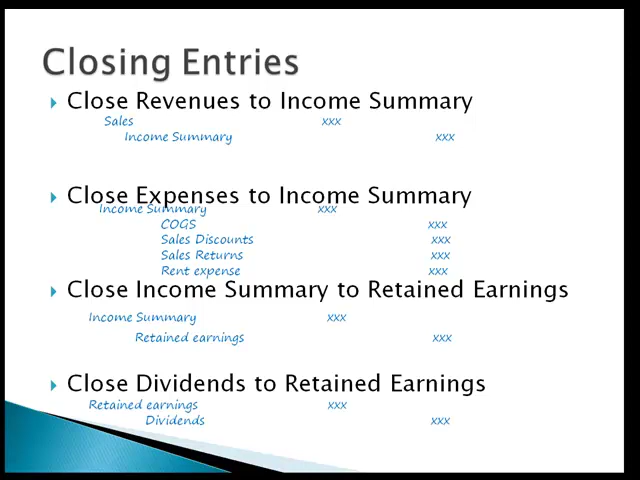 Closing Entries
Close Revenues to Income Summary
Sales xxx
Income Summary xxx
Close Expenses to Income Summary
Income Summary xxx
COGS xxx
Sales Discounts xxx
Sales Returns xxx
Rent expense xxx
Close Income Summary to Retained Earnings
Income Summary xxx
Retained earnings xxx
Close Dividends to Retained Earnings
Retained earnings xxx
Dividends xxx